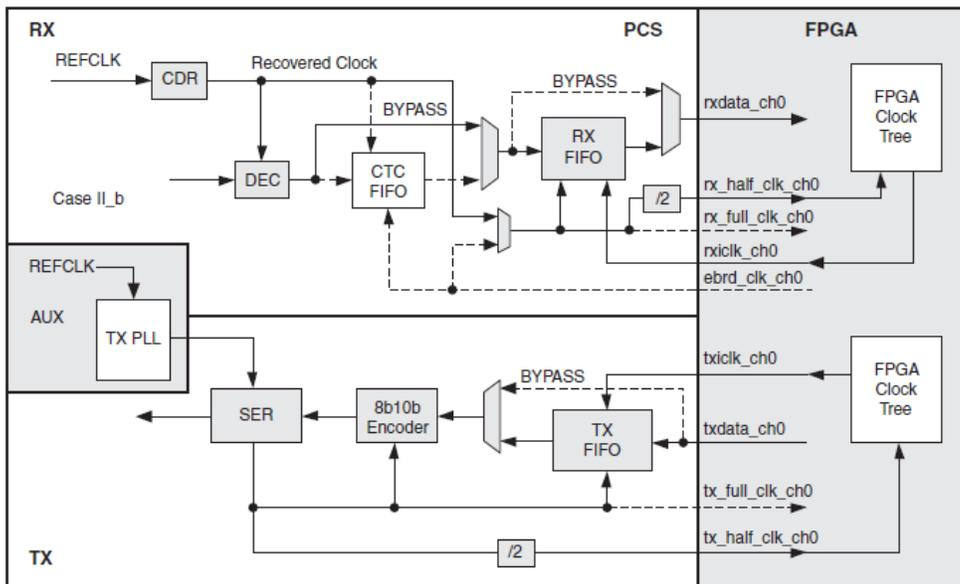 RX
PCS
FPGA
REFCLK
CDR
Recovered Clock
BYPASS
BYPASS
rxdata_ch0
FPGA
Clock
Tree
RX
FIFO
CTC
FIFO
DEC
Case II_b
/2
rx_half_clk_ch0
rx_full_clk_ch0
rxiclk_ch0
ebrd_clk_ch0
REFCLK
AUX
TX PLL
txiclk_ch0
FPGA
Clock
Tree
BYPASS
SER
8b10b
Encoder
TX
FIFO
txdata_ch0
tx_full_clk_ch0
tx_half_clk_ch0
/2
TX